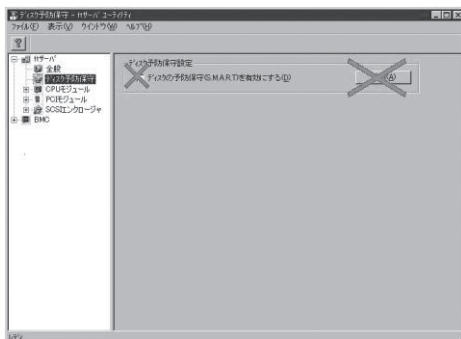 ディスク予防保守 - ftサーバ ユーティリティ
ファイル(F) 表示(V) ウインドウ(W) ヘルプ(H)
ftサーバ
全般
ディスク予防保守
CPUモジュール
PCIモジュール
SCSIエンクロージャ
BMC
ディスク予防保守設定
ディスクの予防保守(S.M.A.R.T)を有効にする(D)
(A)
レディ